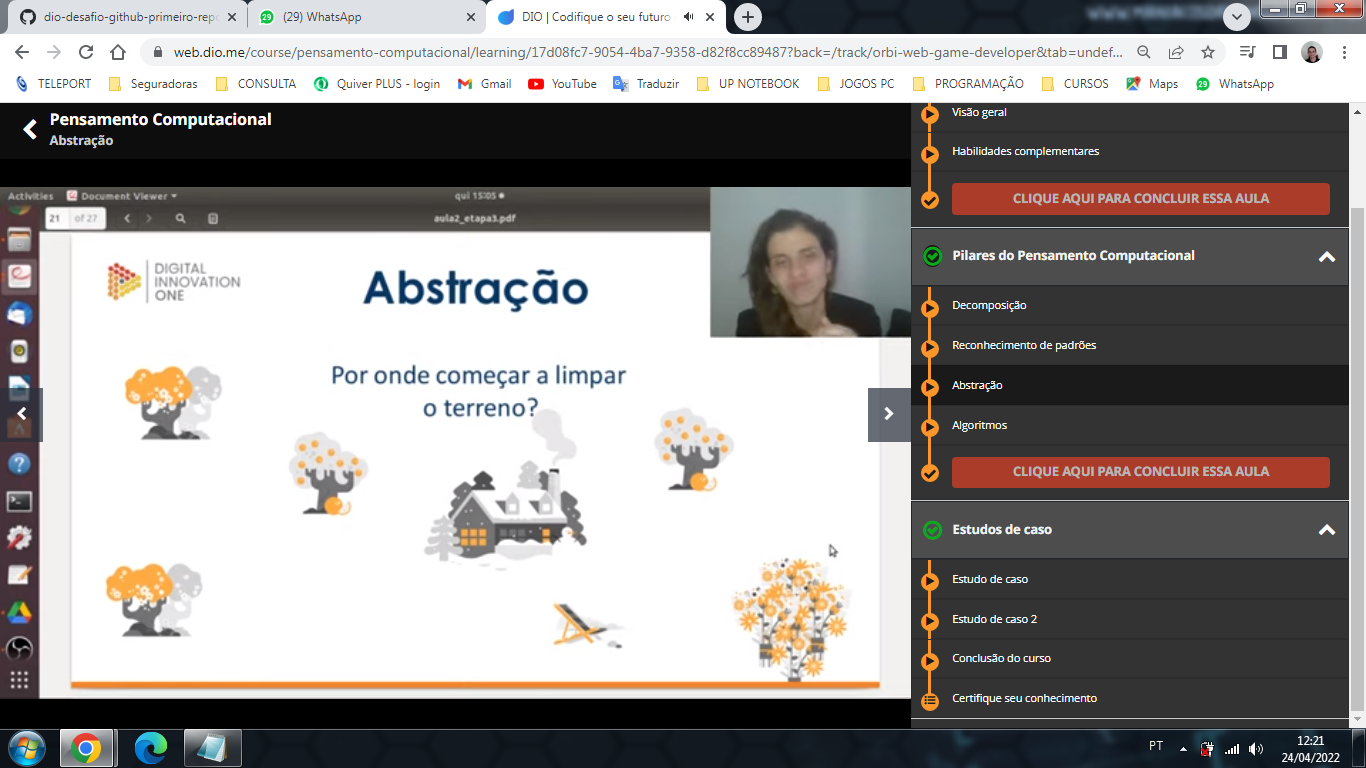 dio-desafio-github-primeiro-repo
(29) WhatsApp
DIO | Codifique o seu futuro
web.dio.me/course/pensamento-computacional/learning/17d08fc7-9054-4ba7-9358-d82f8cc89487?back=/track/orbi-web-game-developer&tab=undef...
TELEPORT Seguradoras CONSULTA Quiver PLUS - login Gmail YouTube Traduzir UP NOTEBOOK JOGOS PC PROGRAMAÇÃO CURSOS Maps 29 WhatsApp
Pensamento Computacional
Abstração
Activities Document Viewer qui 15:05
21 of 27 aula2_etapa3.pdf
DIGITAL
INNOVATION
ONE
Abstração
Por onde começar a limpar
o terreno?
Visão geral
Habilidades complementares
CLIQUE AQUI PARA CONCLUIR ESSA AULA
Pilares do Pensamento Computacional
Decomposição
Reconhecimento de padrões
Abstração
Algoritmos
CLIQUE AQUI PARA CONCLUIR ESSA AULA
Estudos de caso
Estudo de caso
Estudo de caso 2
Conclusão do curso
Certifique seu conhecimento
PT
12:21
24/04/2022